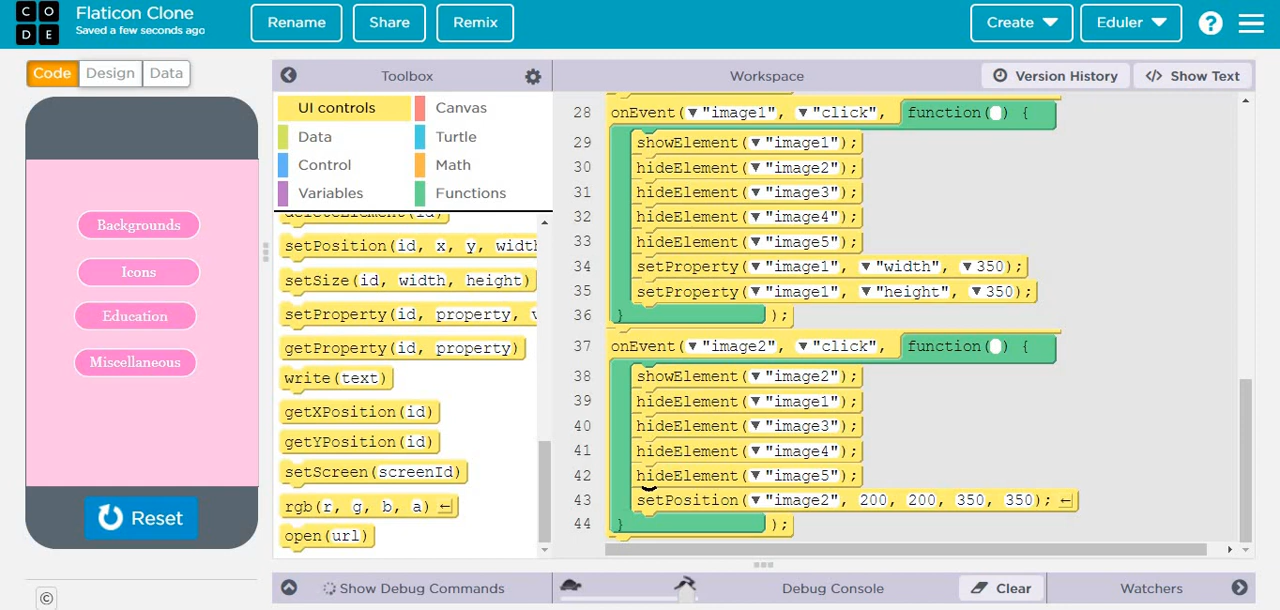 CO
DE
Flaticon Clone
Saved a few seconds ago
Rename
Share
Remix
Create
Eduler
?
Code
Design
Data
Toolbox
Workspace
Version History
</> Show Text
UI controls
Canvas
Data
Turtle
Control
Math
Variables
Functions
deleteElement(id)
setPosition(id, x, y, width
setSize(id, width, height)
setProperty(id, property, v
getProperty(id, property)
write(text)
getXPosition(id)
getYPosition(id)
setScreen(screenId)
rgb(r, g, b, a)
open(url)
Backgrounds
Icons
Education
Miscellaneous
Reset
28 onEvent("image1", "click", function() {
29 showElement("image1");
30 hideElement("image2");
31 hideElement("image3");
32 hideElement("image4");
33 hideElement("image5");
34 setProperty("image1", "width", 350);
35 setProperty("image1", "height", 350);
36 } );
37 onEvent("image2", "click", function() {
38 showElement("image2");
39 hideElement("image1");
40 hideElement("image3");
41 hideElement("image4");
42 hideElement("image5");
43 setPosition("image2", 200, 200, 350, 350);
44 } );
©
Show Debug Commands
Debug Console
Clear
Watchers